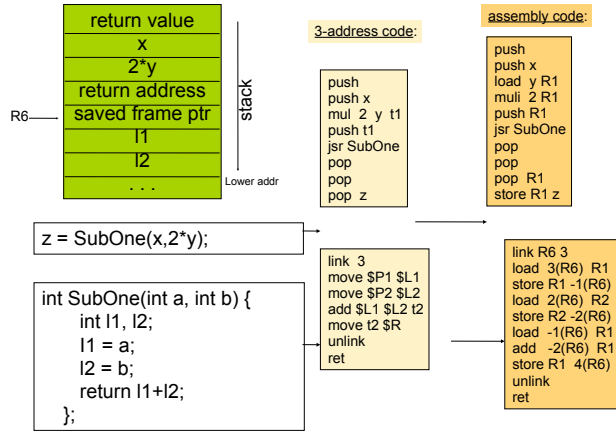 return value
x
2*y
return address
saved frame ptr
l1
l2
. . .
R6
stack
Lower addr
z = SubOne(x,2*y);
int SubOne(int a, int b) {
int l1, l2;
l1 = a;
l2 = b;
return l1+l2;
};
3-address code:
push
push x
mul 2 y t1
push t1
jsr SubOne
pop
pop
pop z
link 3
move $P1 $L1
move $P2 $L2
add $L1 $L2 t2
move t2 $R
unlink
ret
assembly code:
push
push x
load y R1
muli 2 R1
push R1
jsr SubOne
pop
pop
pop R1
store R1 z
link R6 3
load 3(R6) R1
store R1 -1(R6)
load 2(R6) R2
store R2 -2(R6)
load -1(R6) R1
add -2(R6) R1
store R1 4(R6)
unlink
ret